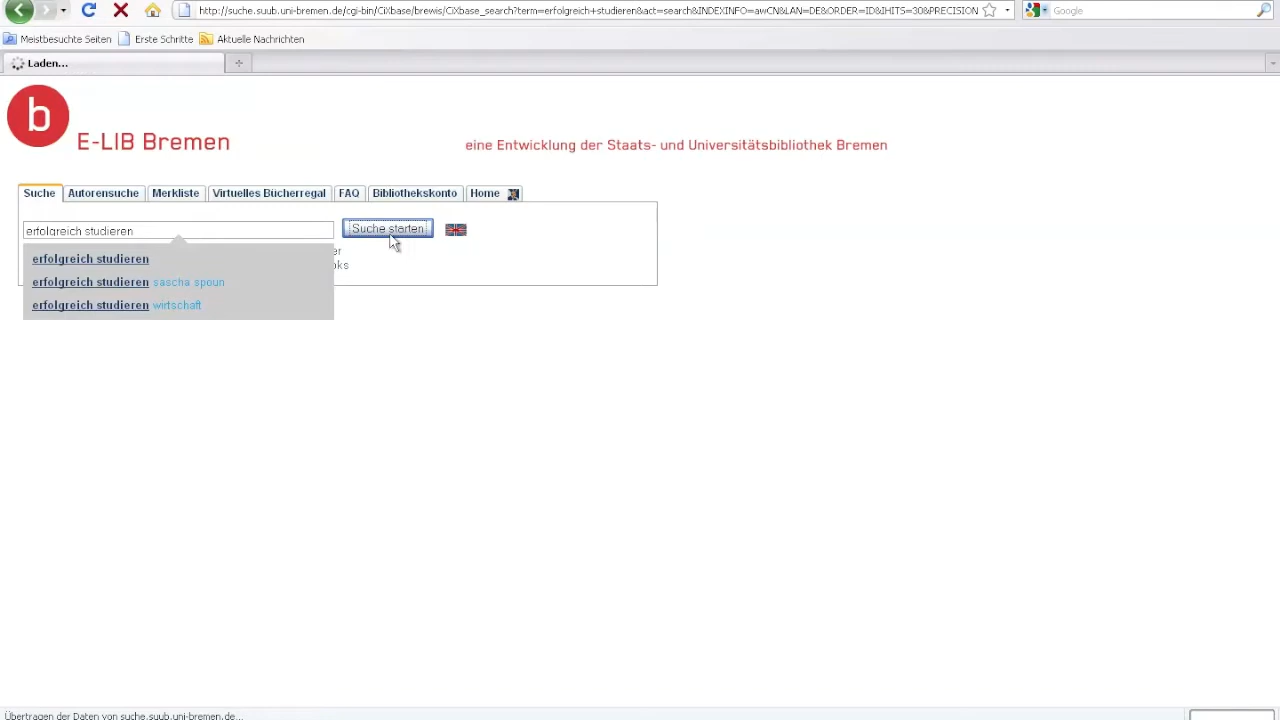 http://suche.suub.uni-bremen.de/cgi-bin/CiXbase/brewis/CiXbase_search?term=erfolgreich+studieren&act=search&INDEXINFO=awCN&LAN=DE&ORDER=ID&IHITS=30&PRECISION
Google
Meistbesuchte Seiten Erste Schritte Aktuelle Nachrichten
Laden...
b
E-LIB Bremen
eine Entwicklung der Staats- und Universitätsbibliothek Bremen
Suche Autorensuche Merkliste Virtuelles Bücherregal FAQ Bibliothekskonto Home
erfolgreich studieren Suche starten
er
oks
erfolgreich studieren
erfolgreich studieren sascha spoun
erfolgreich studieren wirtschaft
Übertragen der Daten von suche.suub.uni-bremen.de...